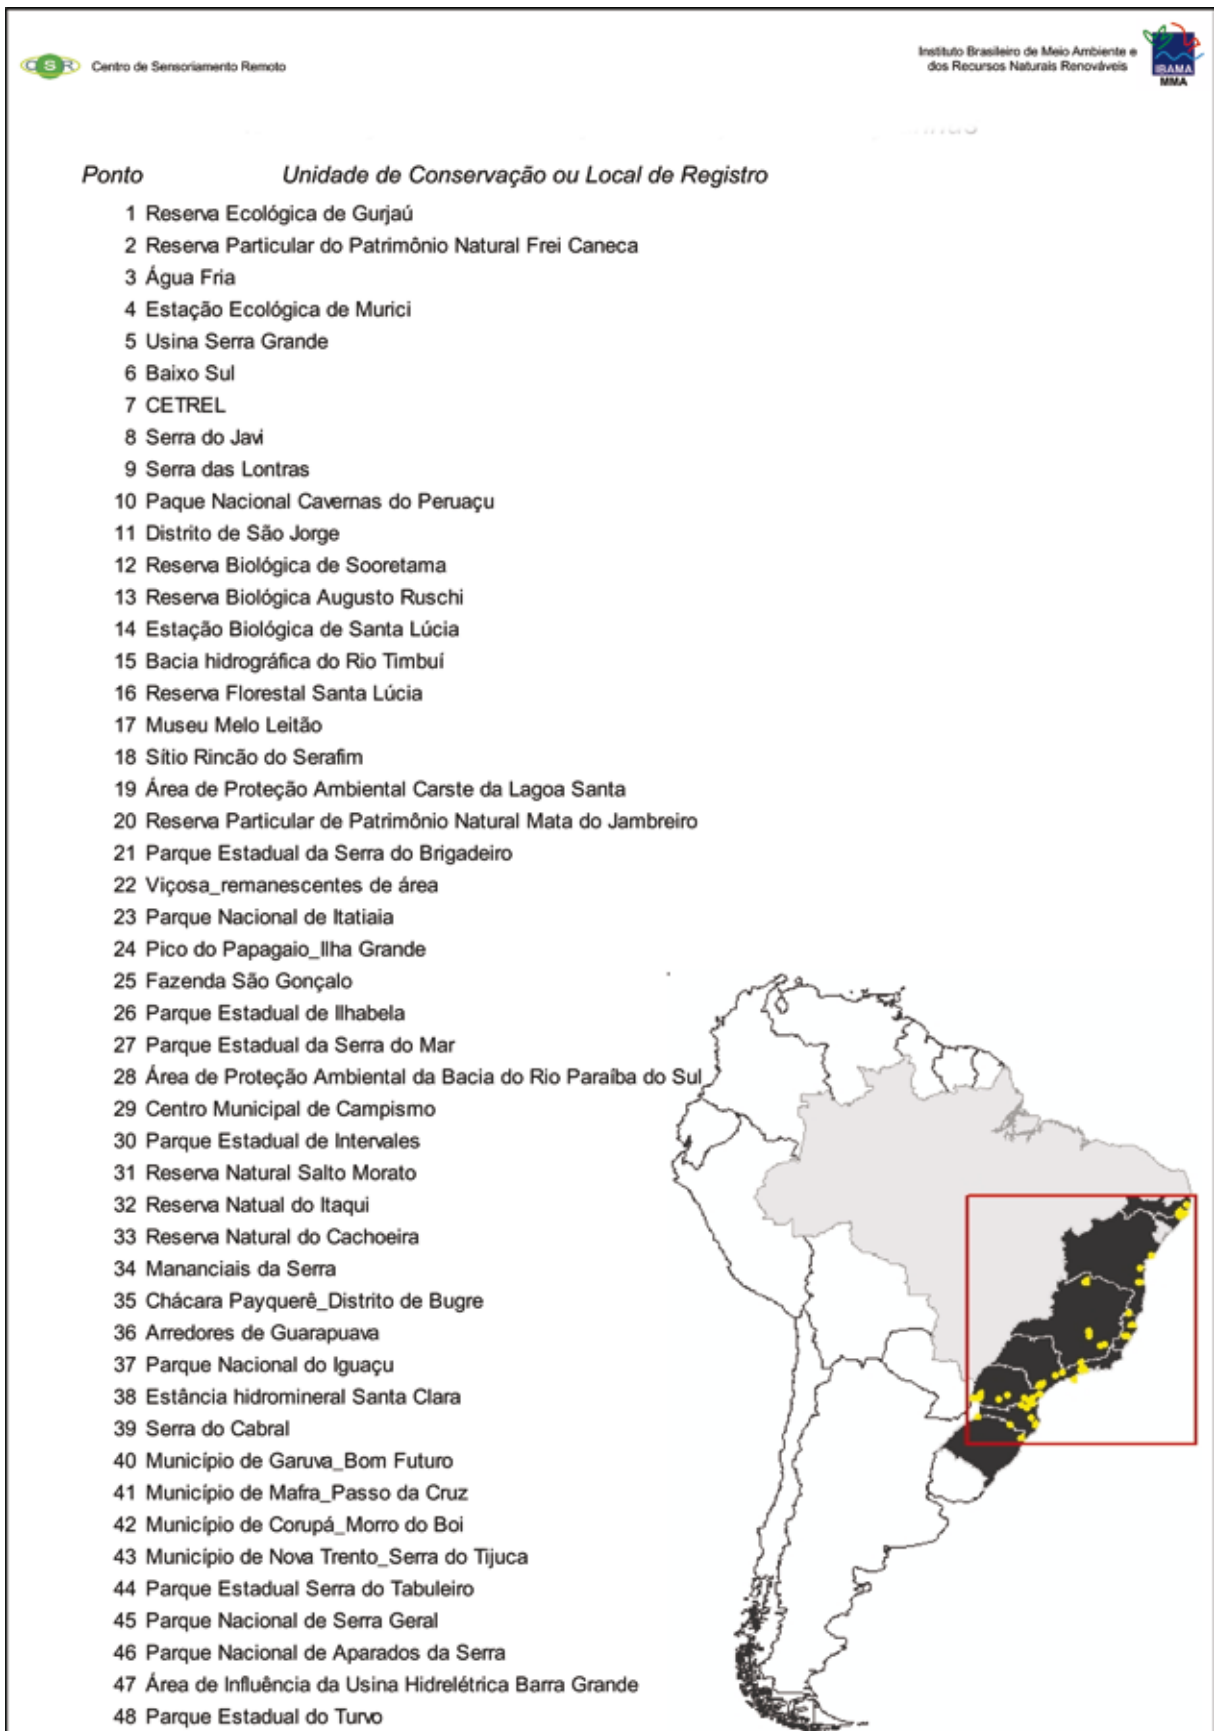 CSR Centro de Sensoriamento Remoto
Instituto Brasileiro de Meio Ambiente e
dos Recursos Naturais Renováveis
IBAMA
MMA
Ponto Unidade de Conservação ou Local de Registro
1 Reserva Ecológica de Gurjaú
2 Reserva Particular do Patrimônio Natural Frei Caneca
3 Água Fria
4 Estação Ecológica de Murici
5 Usina Serra Grande
6 Baixo Sul
7 CETREL
8 Serra do Javi
9 Serra das Lontras
10 Paque Nacional Cavernas do Peruaçu
11 Distrito de São Jorge
12 Reserva Biológica de Sooretama
13 Reserva Biológica Augusto Ruschi
14 Estação Biológica de Santa Lúcia
15 Bacia hidrográfica do Rio Timbuí
16 Reserva Florestal Santa Lúcia
17 Museu Melo Leitão
18 Sítio Rincão do Serafim
19 Área de Proteção Ambiental Carste da Lagoa Santa
20 Reserva Particular de Patrimônio Natural Mata do Jambreiro
21 Parque Estadual da Serra do Brigadeiro
22 Viçosa_remanescentes de área
23 Parque Nacional de Itatiaia
24 Pico do Papagaio_Ilha Grande
25 Fazenda São Gonçalo
26 Parque Estadual de Ilhabela
27 Parque Estadual da Serra do Mar
28 Área de Proteção Ambiental da Bacia do Rio Paraíba do Sul
29 Centro Municipal de Campismo
30 Parque Estadual de Intervales
31 Reserva Natural Salto Morato
32 Reserva Natual do Itaqui
33 Reserva Natural do Cachoeira
34 Mananciais da Serra
35 Chácara Payquerê_Distrito de Bugre
36 Arredores de Guarapuava
37 Parque Nacional do Iguaçu
38 Estância hidromineral Santa Clara
39 Serra do Cabral
40 Município de Garuva_Bom Futuro
41 Município de Mafra_Passo da Cruz
42 Município de Corupá_Morro do Boi
43 Município de Nova Trento_Serra do Tijuca
44 Parque Estadual Serra do Tabuleiro
45 Parque Nacional de Serra Geral
46 Parque Nacional de Aparados da Serra
47 Área de Influência da Usina Hidrelétrica Barra Grande
48 Parque Estadual do Turvo